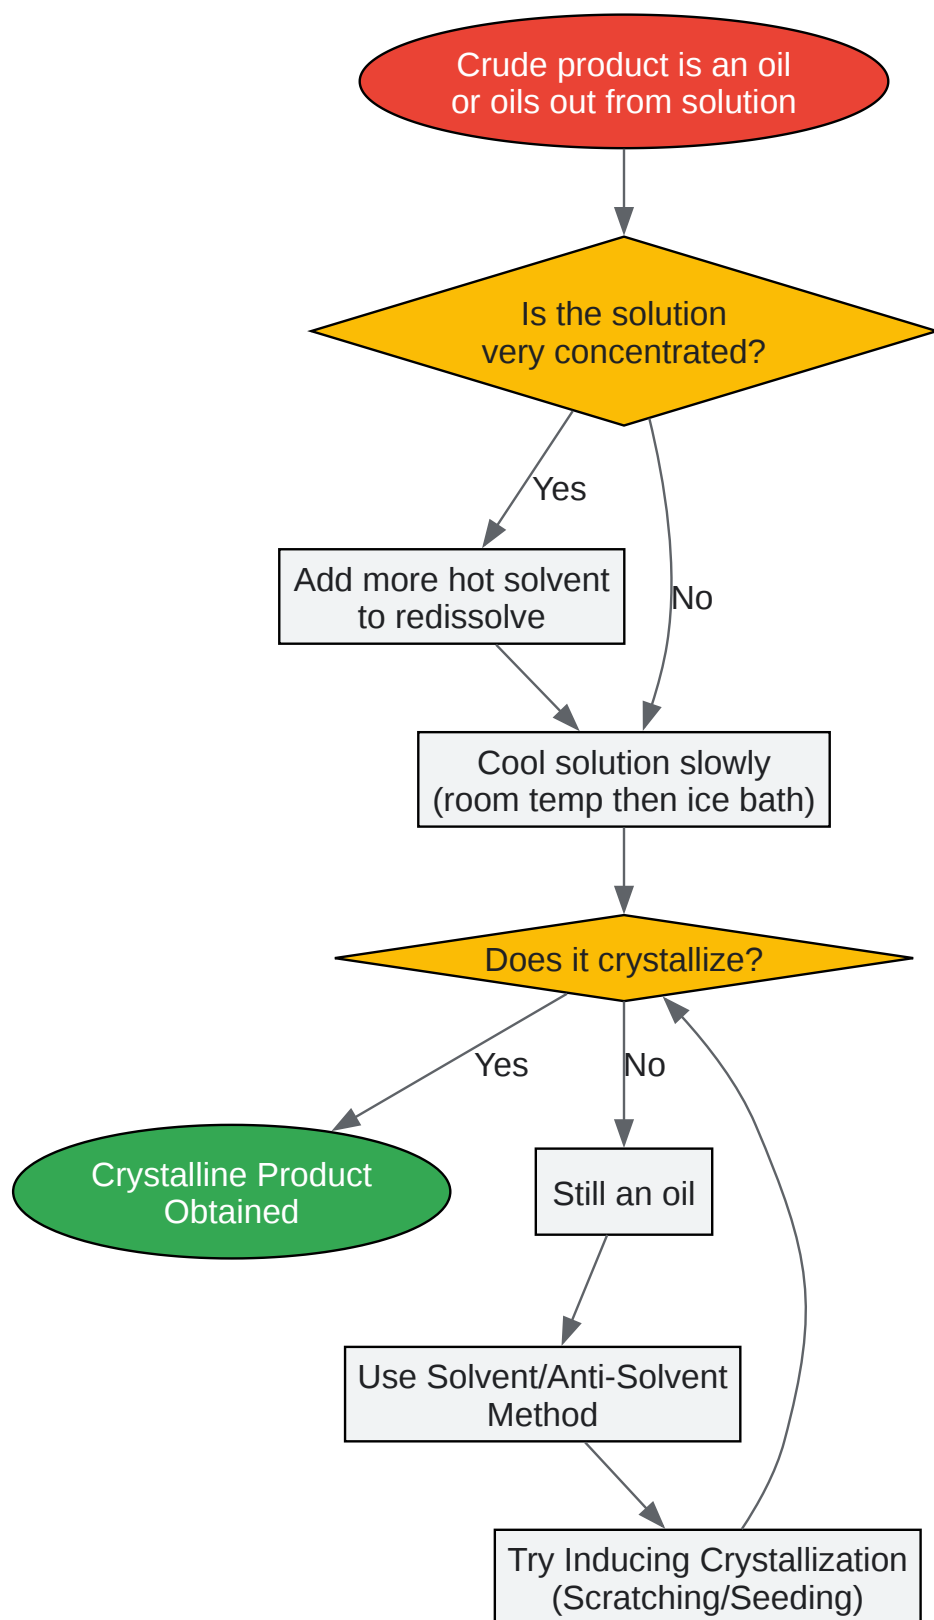 Crude product is an oil
or oils out from solution
Is the solution
very concentrated?
Yes
Add more hot solvent
to redissolve
No
Cool solution slowly
(room temp then ice bath)
Does it crystallize?
Yes
No
Crystalline Product
Obtained
Still an oil
Use Solvent/Anti-Solvent
Method
Try Inducing Crystallization
(Scratching/Seeding)